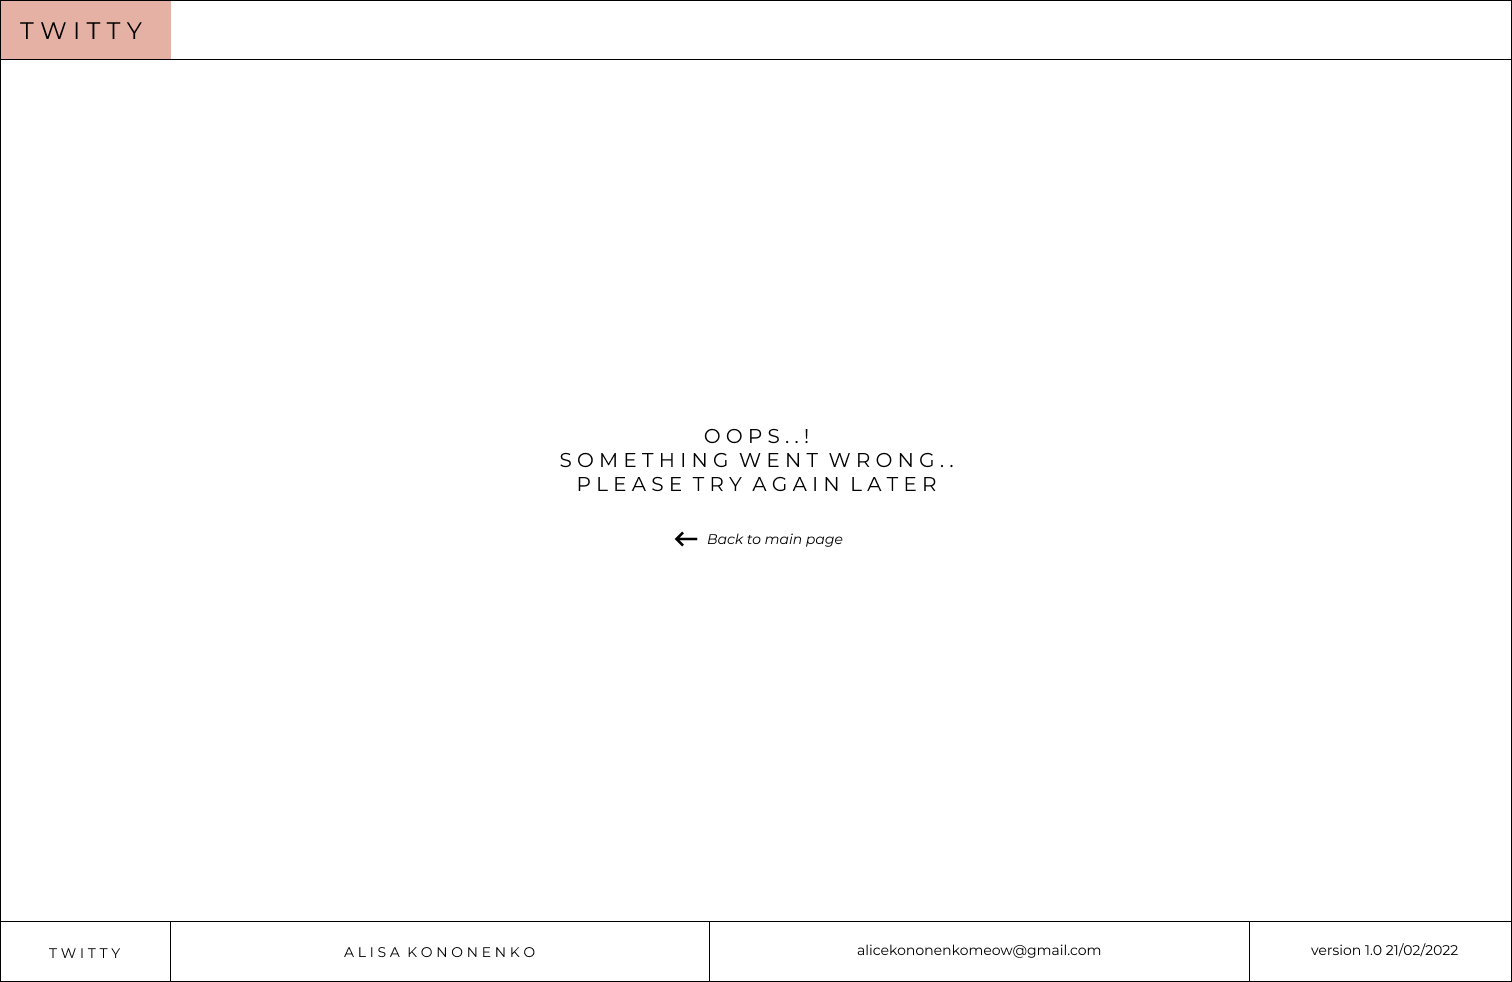 TWITTY
OOPS..!
SOMETHING WENT WRONG..
PLEASE TRY AGAIN LATER
Back to main page
TWITTY
ALISA KONONENKO
alicekononenkomeow@gmail.com
version 1.0 21/02/2022